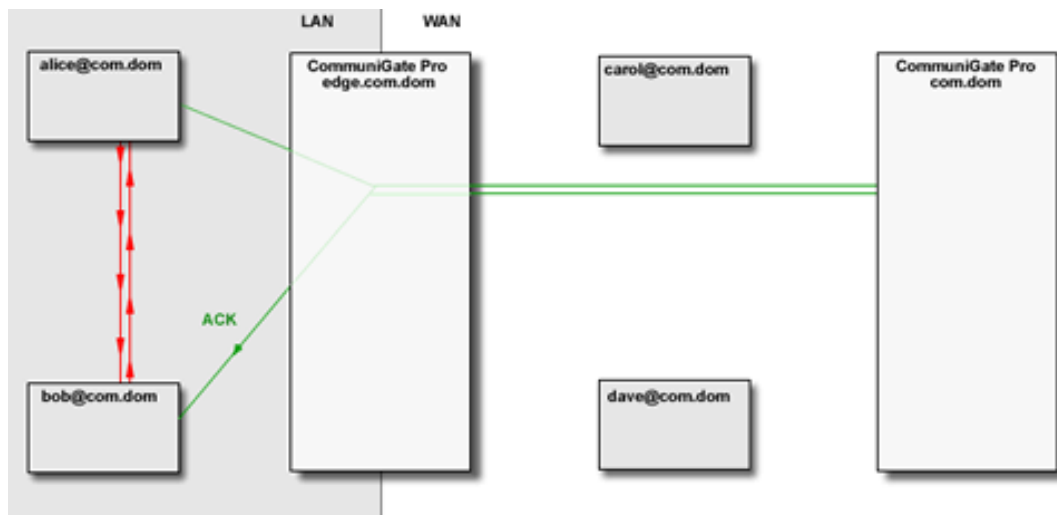 LAN
WAN
alice@com.dom
CommuniGate Pro
edge.com.dom
carol@com.dom
CommuniGate Pro
com.dom
ACK
bob@com.dom
dave@com.dom